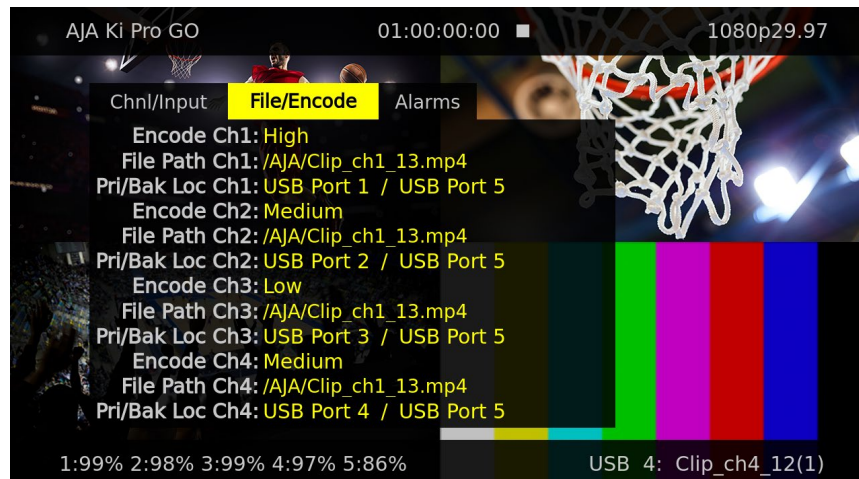 AJA Ki Pro GO 01:00:00:00 1080p29.97
Chnl/Input File/Encode Alarms
Encode Ch1: High
File Path Ch1: /AJA/Clip_ch1_13.mp4
Pri/Bak Loc Ch1: USB Port 1 / USB Port 5
Encode Ch2: Medium
File Path Ch2: /AJA/Clip_ch1_13.mp4
Pri/Bak Loc Ch2: USB Port 2 / USB Port 5
Encode Ch3: Low
File Path Ch3: /AJA/Clip_ch1_13.mp4
Pri/Bak Loc Ch3: USB Port 3 / USB Port 5
Encode Ch4: Medium
File Path Ch4: /AJA/Clip_ch1_13.mp4
Pri/Bak Loc Ch4: USB Port 4 / USB Port 5
1:99% 2:98% 3:99% 4:97% 5:86% USB 4: Clip_ch4_12(1)